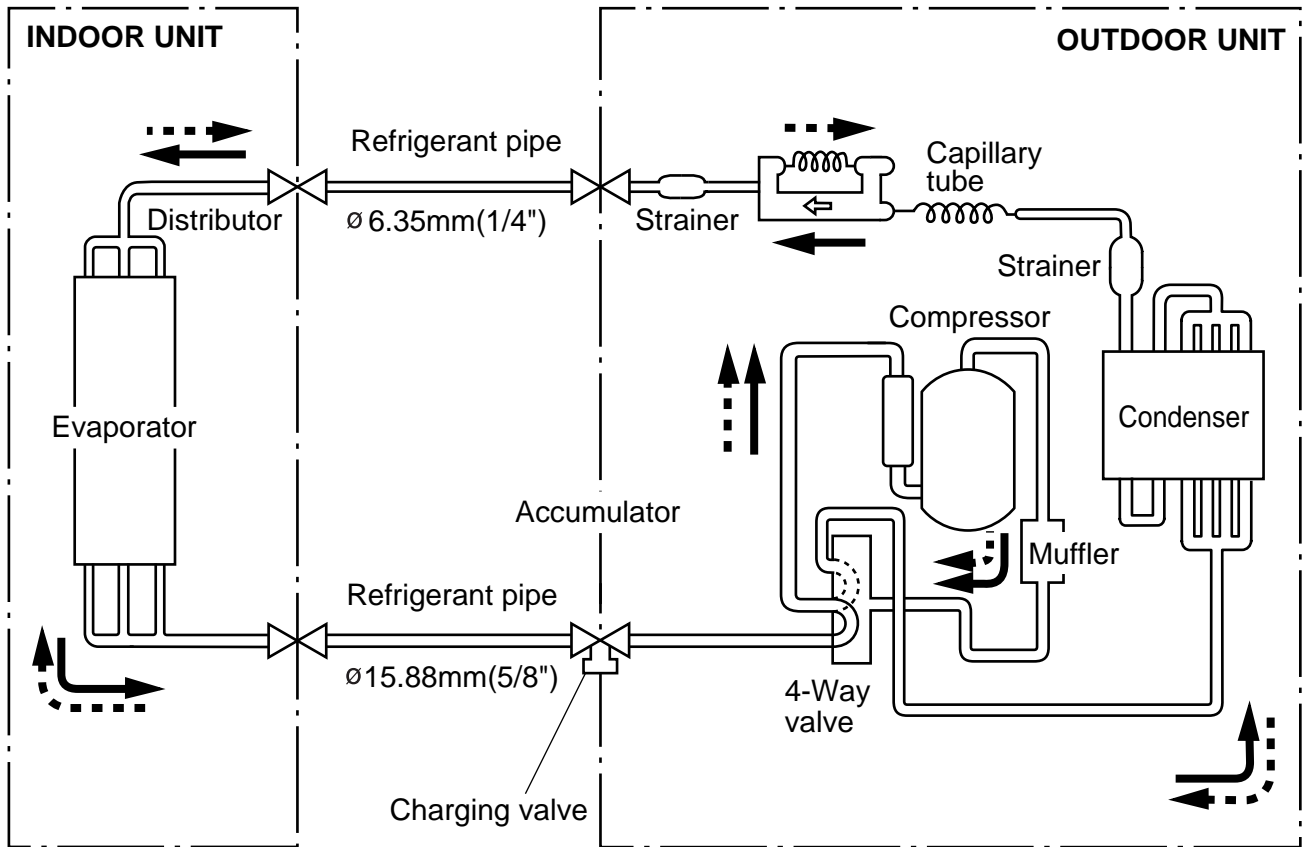 INDOOR UNIT
OUTDOOR UNIT
Refrigerant pipe
Capillary
tube
Distributor
ø 6.35mm(1/4")
Strainer
Strainer
Compressor
Evaporator
Condenser
Accumulator
Muffler
Refrigerant pipe
ø15.88mm(5/8")
4-Way
valve
Charging valve